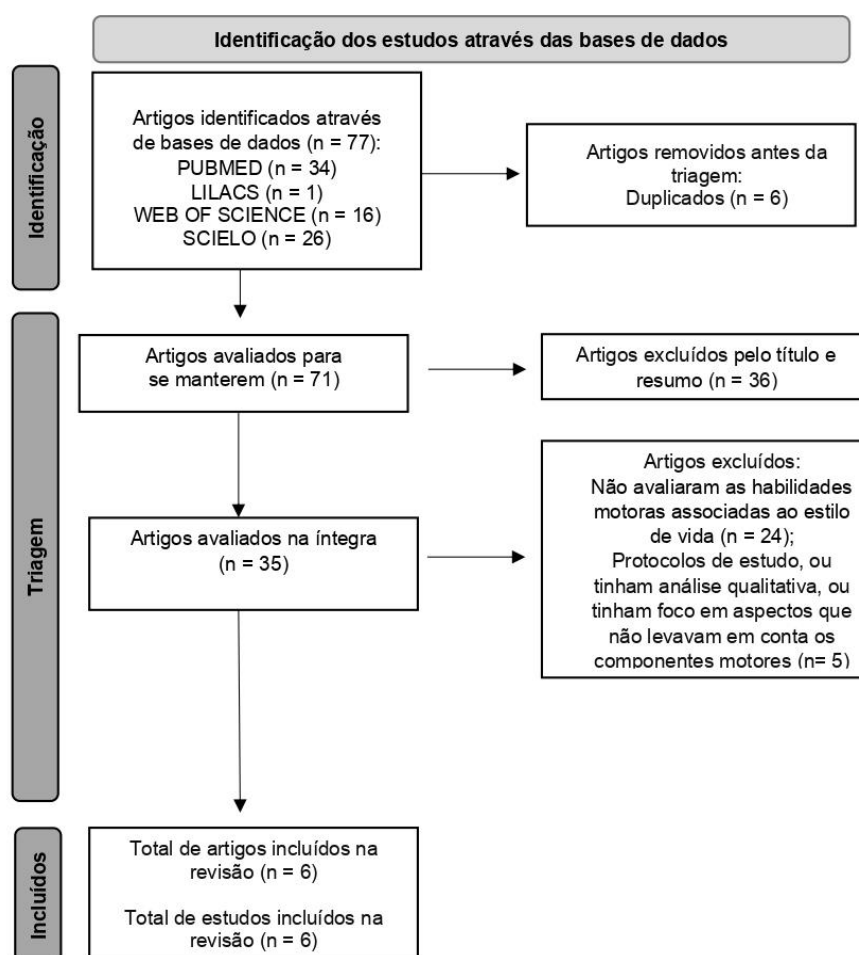 Identificação dos estudos através das bases de dados
Identificação
Artigos identificados através
de bases de dados (n = 77):
PUBMED (n = 34)
LILACS (n = 1)
WEB OF SCIENCE (n = 16)
SCIELO (n = 26)
Artigos removidos antes da
triagem:
Duplicados (n = 6)
Triagem
Artigos avaliados para
se manterem (n = 71)
Artigos excluídos pelo título e
resumo (n = 36)
Artigos avaliados na íntegra
(n = 35)
Artigos excluídos:
Não avaliaram as habilidades
motoras associadas ao estilo
de vida (n = 24);
Protocolos de estudo, ou
tinham análise qualitativa, ou
tinham foco em aspectos que
não levavam em conta os
componentes motores (n= 5)
Incluídos
Total de artigos incluídos na
revisão (n = 6)
Total de estudos incluídos na
revisão (n = 6)